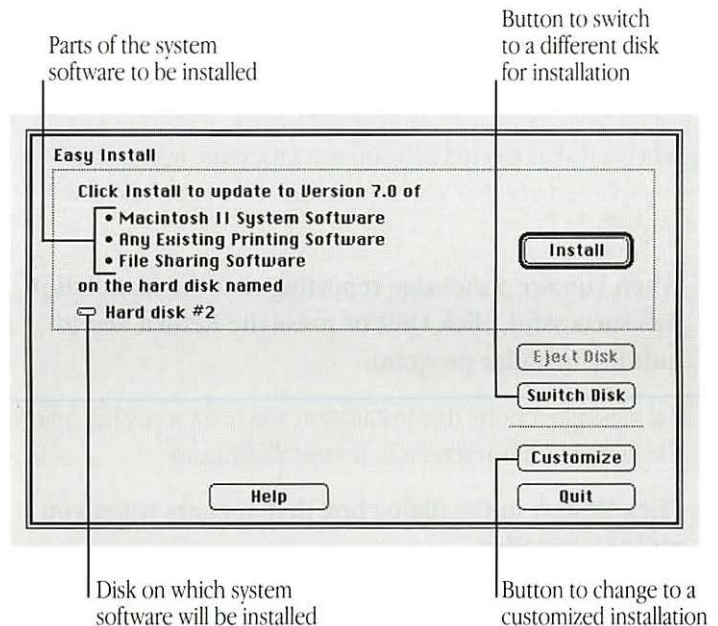 Button to switch
to a different disk
for installation
Parts of the system
software to be installed
Easy Install
Click Install to update to Version 7.0 of
• Macintosh II System Software
• Any Existing Printing Software
• File Sharing Software
on the hard disk named
Hard disk #2
Install
Eject Disk
Switch Disk
Customize
Quit
Help
Disk on which system
software will be installed
Button to change to a
customized installation